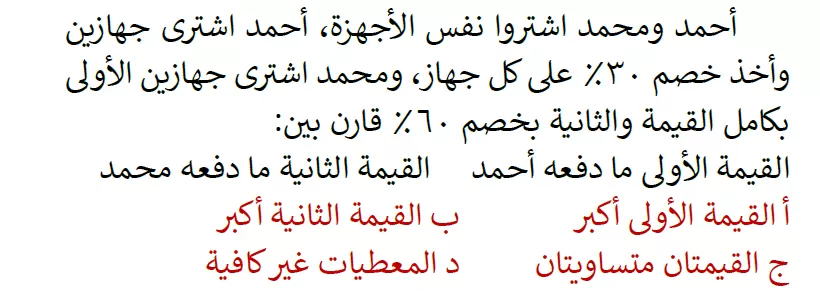 أحمد ومحمد اشتروا نفس الأجهزة، أحمد اشترى جهازين
وأخذ خصم ٣٠٪ على كل جهاز، ومحمد اشترى جهازين الأولى
بكامل القيمة والثانية بخصم ٦٠٪ قارن بين:
القيمة الأولى ما دفعه أحمد القيمة الثانية ما دفعه محمد
أ القيمة الأولى أكبر ب القيمة الثانية أكبر
ج القيمتان متساويتان د المعطيات غير كافية